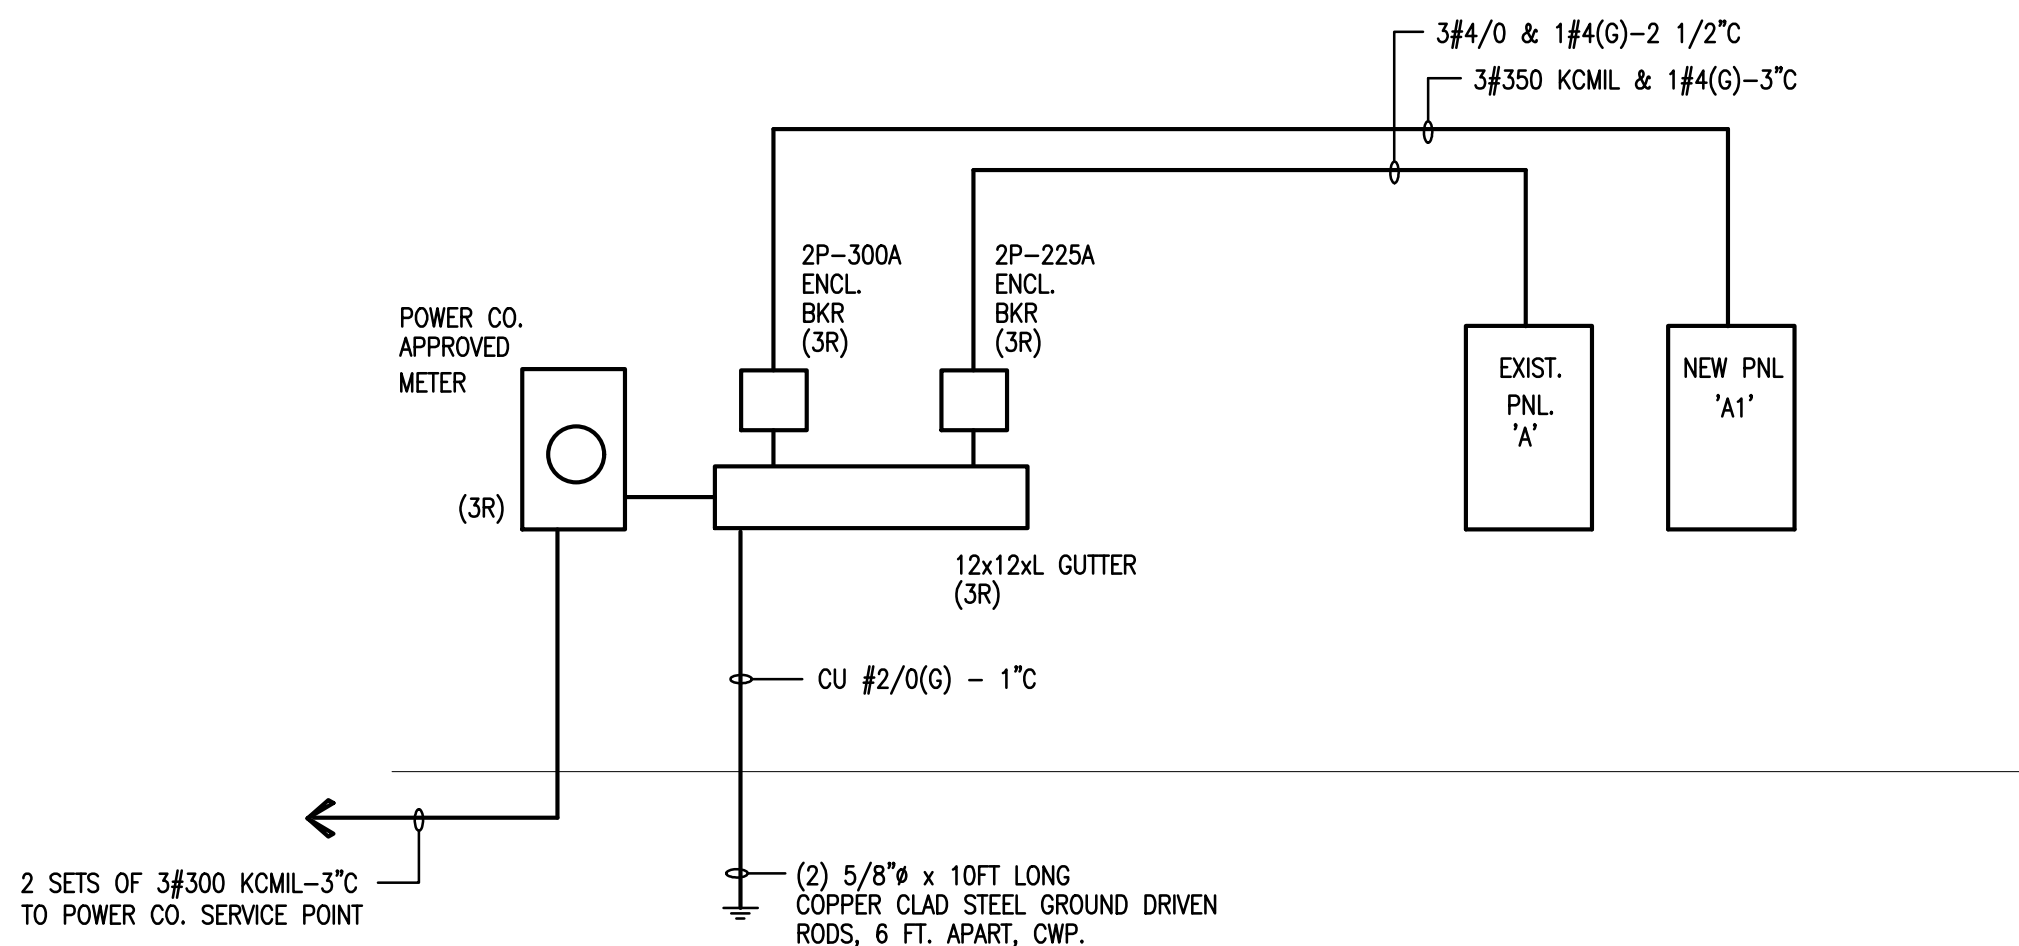 3#4/0 & 1#4(G)-2 1/2"C
3#350 KCMIL & 1#4(G)-3"C
2P-300A
ENCL.
BKR
(3R)
2P-225A
ENCL.
BKR
(3R)
POWER CO.
APPROVED
METER
(3R)
EXIST.
PNL.
'A'
NEW PNL
'A1'
12x12xL GUTTER
(3R)
CU #2/0(G) - 1"C
2 SETS OF 3#300 KCMIL-3"C
TO POWER CO. SERVICE POINT
(2) 5/8"ø x 10FT LONG
COPPER CLAD STEEL GROUND DRIVEN
RODS, 6 FT. APART, CWP.